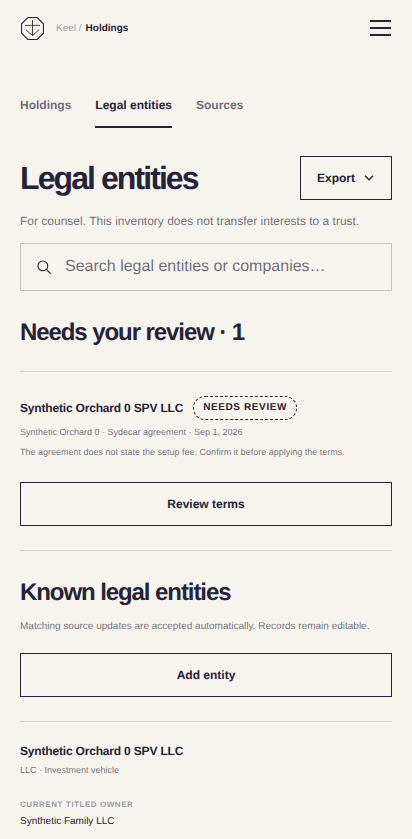 Keel / Holdings
Holdings Legal entities Sources
Legal entities
Export
For counsel. This inventory does not transfer interests to a trust.
Search legal entities or companies…
Needs your review · 1
Synthetic Orchard 0 SPV LLC NEEDS REVIEW
Synthetic Orchard 0 · Sydecar agreement · Sep 1, 2026
The agreement does not state the setup fee. Confirm it before applying the terms.
Review terms
Known legal entities
Matching source updates are accepted automatically. Records remain editable.
Add entity
Synthetic Orchard 0 SPV LLC
LLC · Investment vehicle
CURRENT TITLED OWNER
Synthetic Family LLC